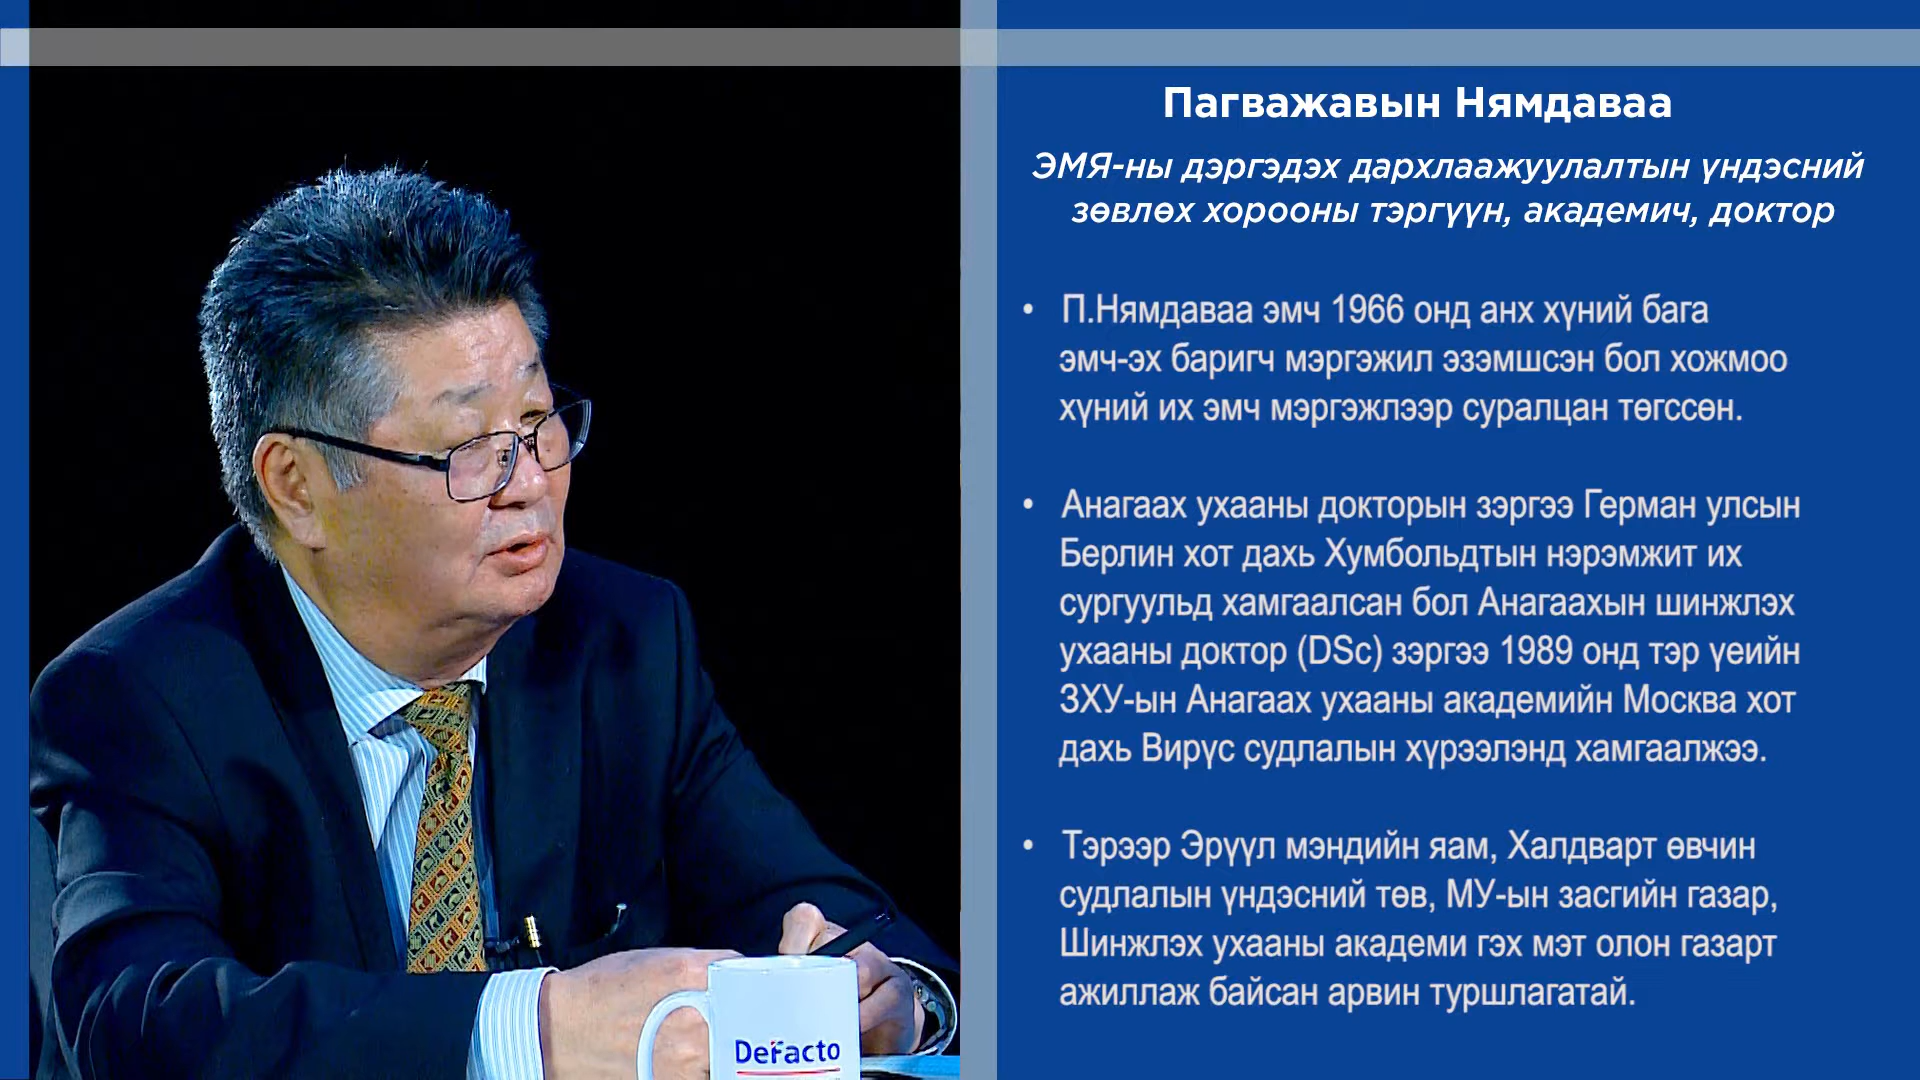 Пагважавын Нямдаваа
ЭМЯ-ны дэргэдэх дархлаажуулалтын үндэсний
зөвлөх хорооны тэргүүн, академич, доктор
• П.Нямдаваа эмч 1966 онд анх хүний бага
эмч-эх баригч мэргэжил эзэмшсэн бол хожмоо
хүний их эмч мэргэжлээр суралцан төгссөн.
• Анагаах ухааны докторын зэргээ Герман улсын
Берлин хот дахь Хумбольдтын нэрэмжит их
сургуульд хамгаалсан бол Анагаахын шинжлэх
ухааны доктор (DSc) зэргээ 1989 онд тэр үеийн
ЗХУ-ын Анагаах ухааны академийн Москва хот
дахь Вирүс судлалын хүрээлэнд хамгаалжээ.
• Тэрээр Эрүүл мэндийн яам, Халдварт өвчин
судлалын үндэсний төв, МУ-ын засгийн газар,
Шинжлэх ухааны академи гэх мэт олон газарт
ажиллаж байсан арвин туршлагатай.
DeFacto